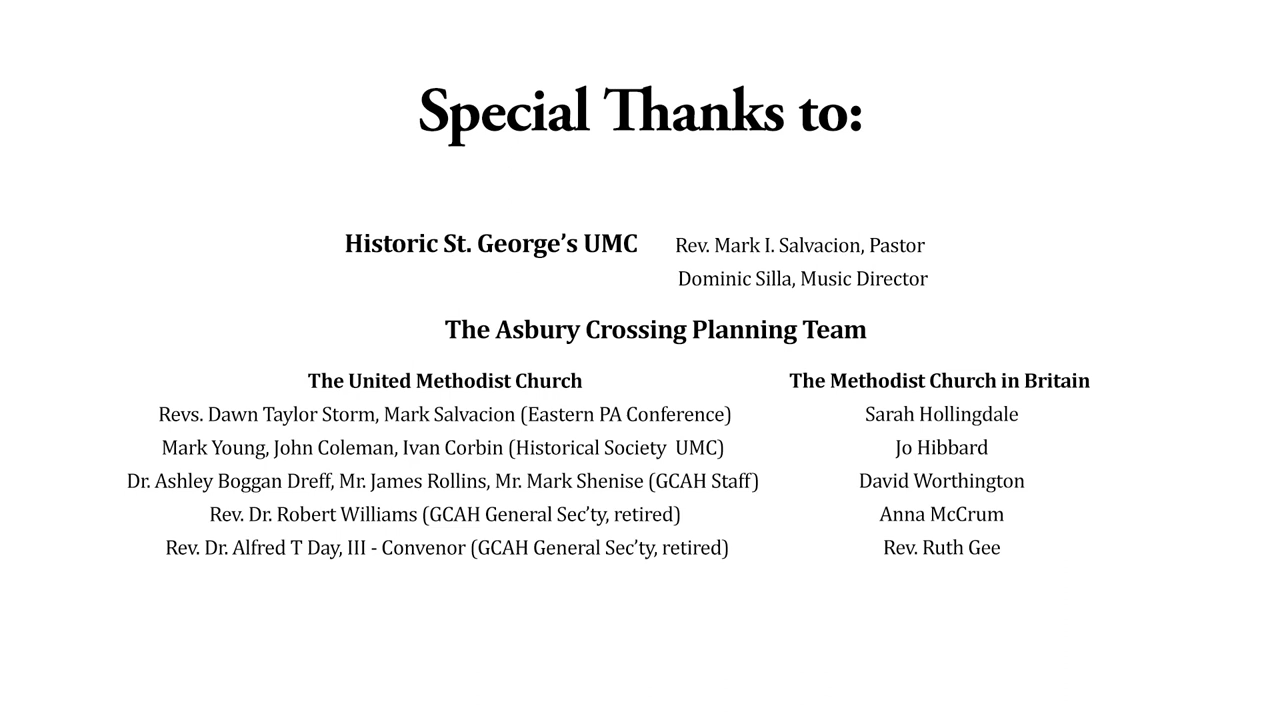 Special Thanks to:
Historic St. George’s UMC Rev. Mark I. Salvacion, Pastor
Dominic Silla, Music Director
The Asbury Crossing Planning Team
The United Methodist Church
Revs. Dawn Taylor Storm, Mark Salvacion (Eastern PA Conference)
Mark Young, John Coleman, Ivan Corbin (Historical Society  UMC)
Dr. Ashley Boggan Dreff, Mr. James Rollins, Mr. Mark Shenise (GCAH Staff)
Rev. Dr. Robert Williams (GCAH General Sec’ty, retired)
Rev. Dr. Alfred T Day, III - Convenor (GCAH General Sec’ty, retired)
The Methodist Church in Britain
Sarah Hollingdale
Jo Hibbard
David Worthington
Anna McCrum
Rev. Ruth Gee